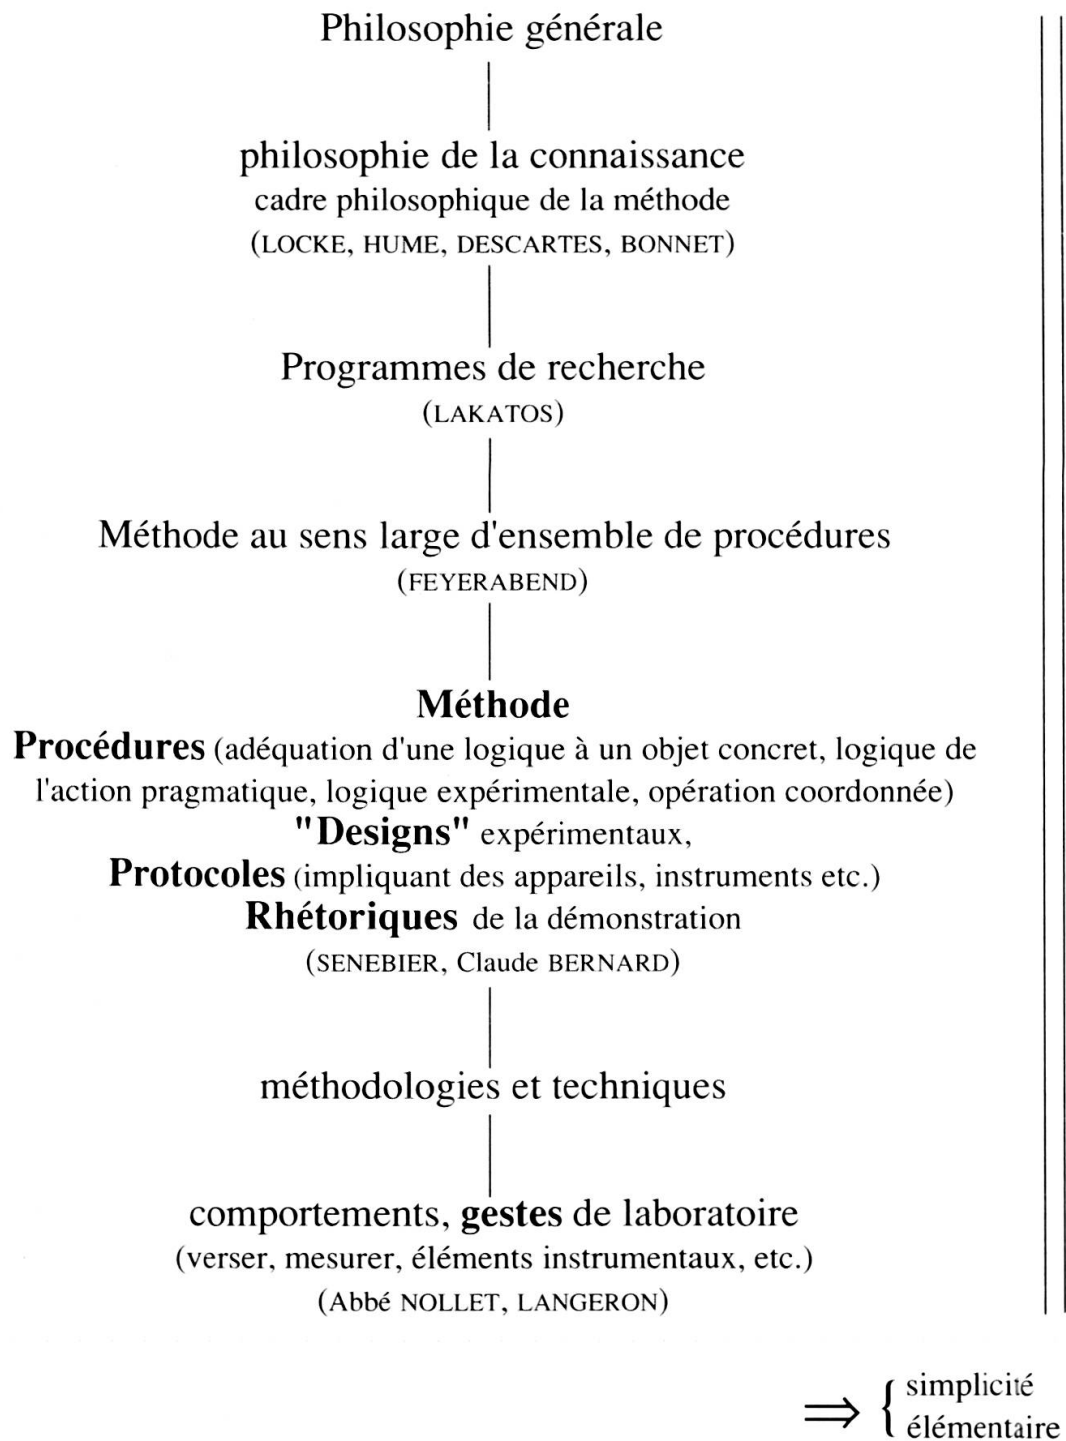 Philosophie générale
philosophie de la connaissance
cadre philosophique de la méthode
(LOCKE, HUME, DESCARTES, BONNET)
Programmes de recherche
(LAKATOS)
Méthode au sens large d'ensemble de procédures
(FEYERABEND)
Méthode
Procédures (adéquation d'une logique à un objet concret, logique de
l'action pragmatique, logique expérimentale, opération coordonnée)
"Designs" expérimentaux,
Protocoles (impliquant des appareils, instruments etc.)
Rhétoriques de la démonstration
(SENEBIER, Claude BERNARD)
méthodologies et techniques
comportements, gestes de laboratoire
(verser, mesurer, éléments instrumentaux, etc.)
(Abbé NOLLET, LANGERON)
⇒ { simplicité
élémentaire